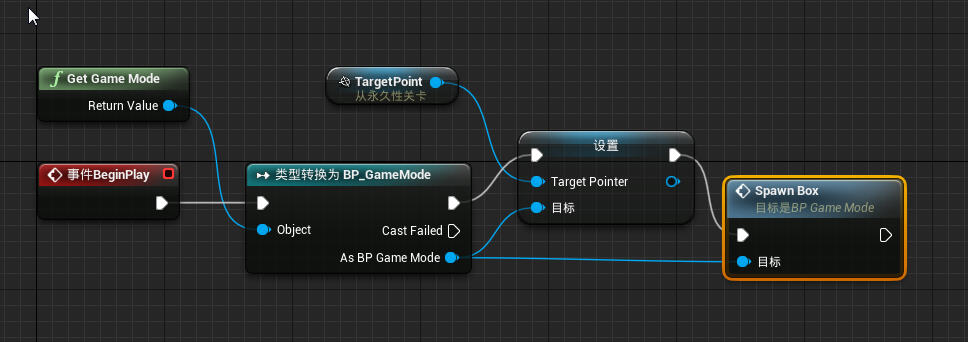 f Get Game Mode
Return Value
TargetPoint
从永久性关卡
事件BeginPlay
类型转换为 BP_GameMode
Object
Cast Failed
As BP Game Mode
设置
Target Pointer
目标
Spawn Box
目标是BP Game Mode
目标